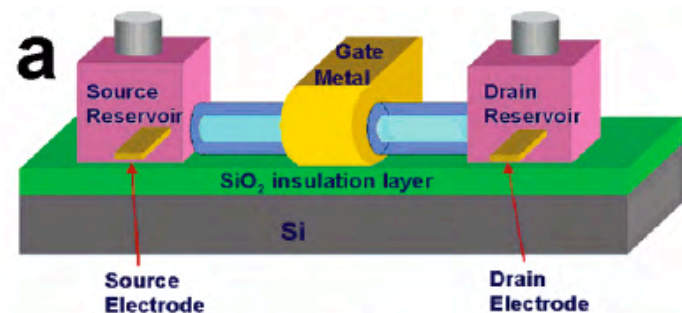 a
Gate
Metal
Source
Reservoir
Drain
Reservoir
SiO₂ insulation layer
Si
Source
Electrode
Drain
Electrode